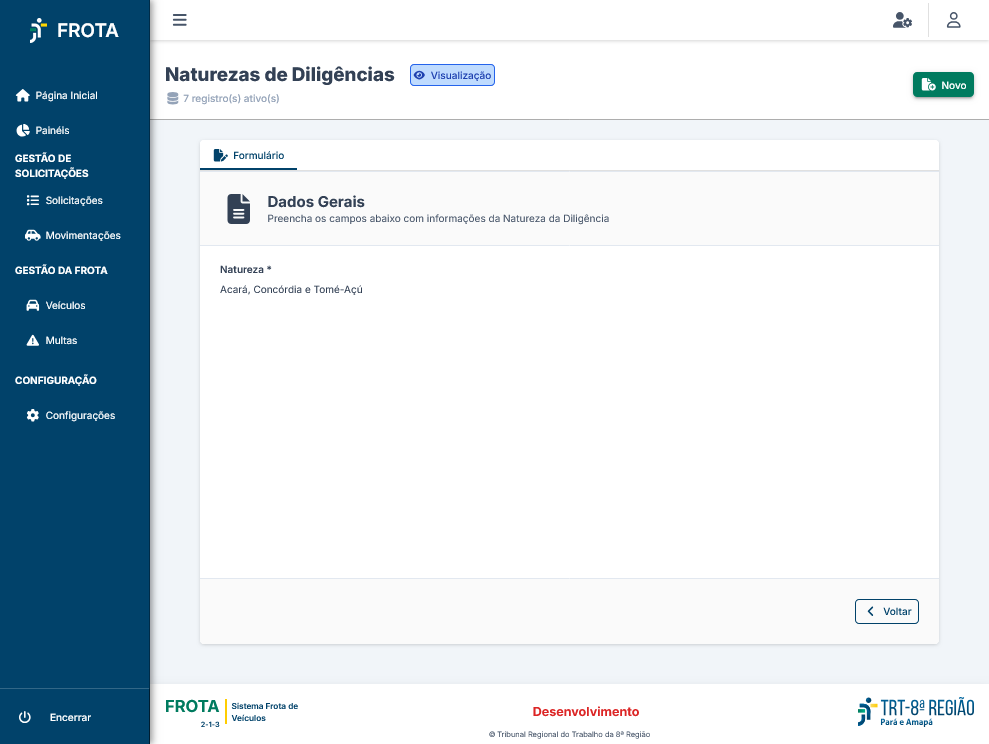 FROTA
Página Inicial
Painéis
GESTÃO DE
SOLICITAÇÕES
Solicitações
Movimentações
GESTÃO DA FROTA
Veículos
Multas
CONFIGURAÇÃO
Configurações
Encerrar
Naturezas de Diligências
Visualização
7 registro(s) ativo(s)
Novo
Formulário
Dados Gerais
Preencha os campos abaixo com informações da Natureza da Diligência
Natureza *
Acará, Concórdia e Tomé-Açú
Voltar
FROTA
2-1-3
Sistema Frota de
Veículos
Desenvolvimento
© Tribunal Regional do Trabalho da 8ª Região
TRT-8ª REGIÃO
Pará e Amapá